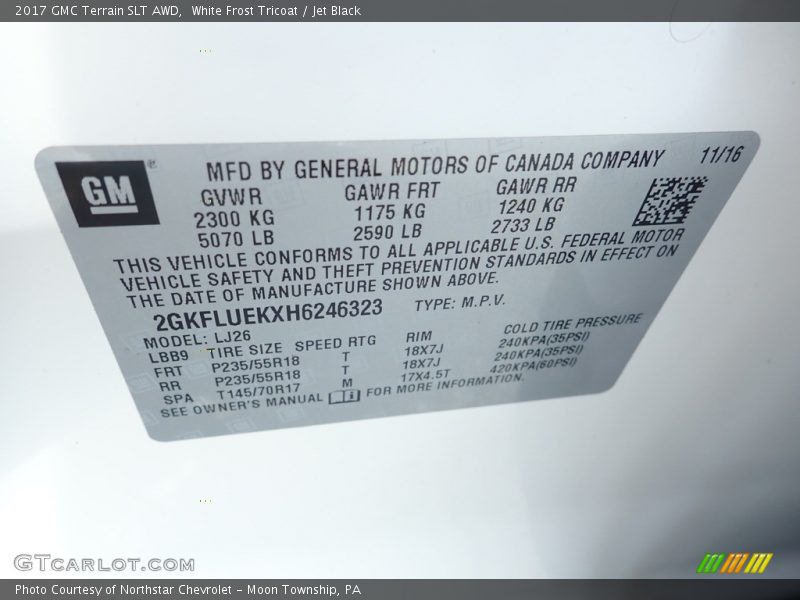 2017 GMC Terrain SLT AWD, White Frost Tricoat / Jet Black
GM ®
MFD BY GENERAL MOTORS OF CANADA COMPANY 11/16
GVWR GAWR FRT GAWR RR
2300 KG 1175 KG 1240 KG
5070 LB 2590 LB 2733 LB
THIS VEHICLE CONFORMS TO ALL APPLICABLE U.S. FEDERAL MOTOR
VEHICLE SAFETY AND THEFT PREVENTION STANDARDS IN EFFECT ON
THE DATE OF MANUFACTURE SHOWN ABOVE.
2GKFLUEKXH6246323 TYPE: M.P.V.
MODEL: LJ26
LBB9 TIRE SIZE SPEED RTG RIM COLD TIRE PRESSURE
FRT P235/55R18 T 18X7J 240KPA(35PSI)
RR P235/55R18 T 18X7J 240KPA(35PSI)
SPA T145/70R17 M 17X4.5T 420KPA(60PSI)
SEE OWNER'S MANUAL FOR MORE INFORMATION.
GTCARLOT.COM
Photo Courtesy of Northstar Chevrolet – Moon Township, PA